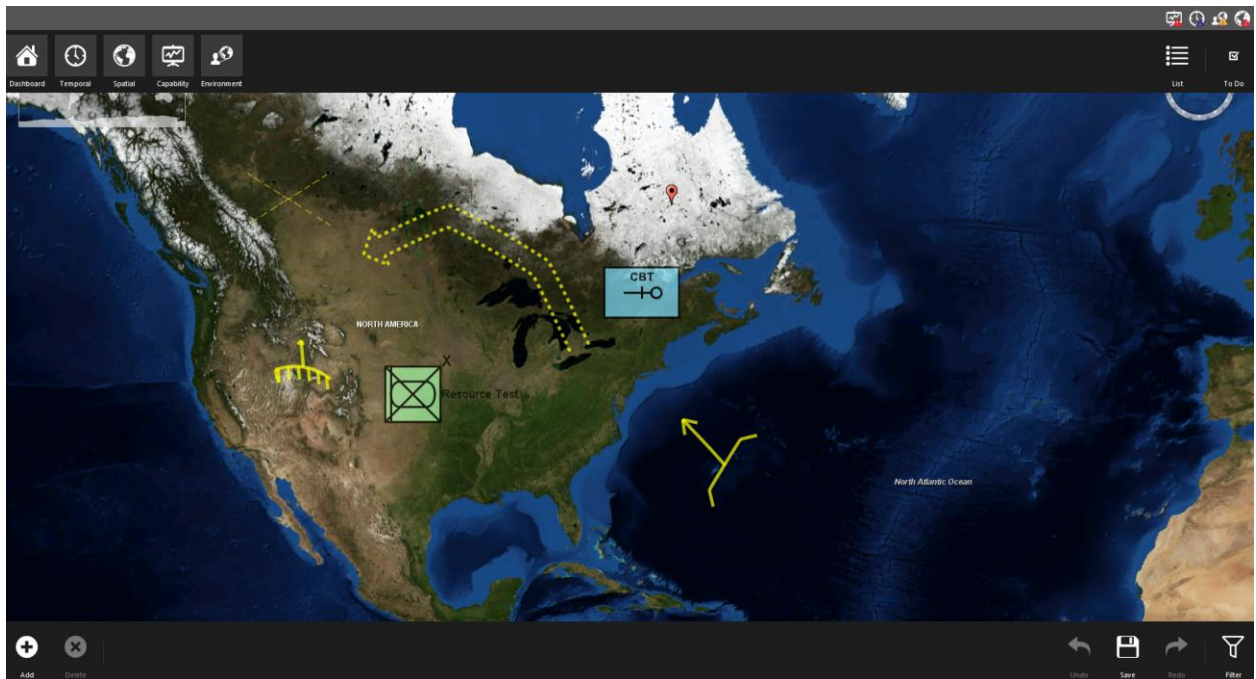 Dashboard
Temporal
Spatial
Capability
Environment
List
To Do
CBT
NORTH AMERICA
X
Resource Test
North Atlantic Ocean
Add
Delete
Undo
Save
Redo
Filter